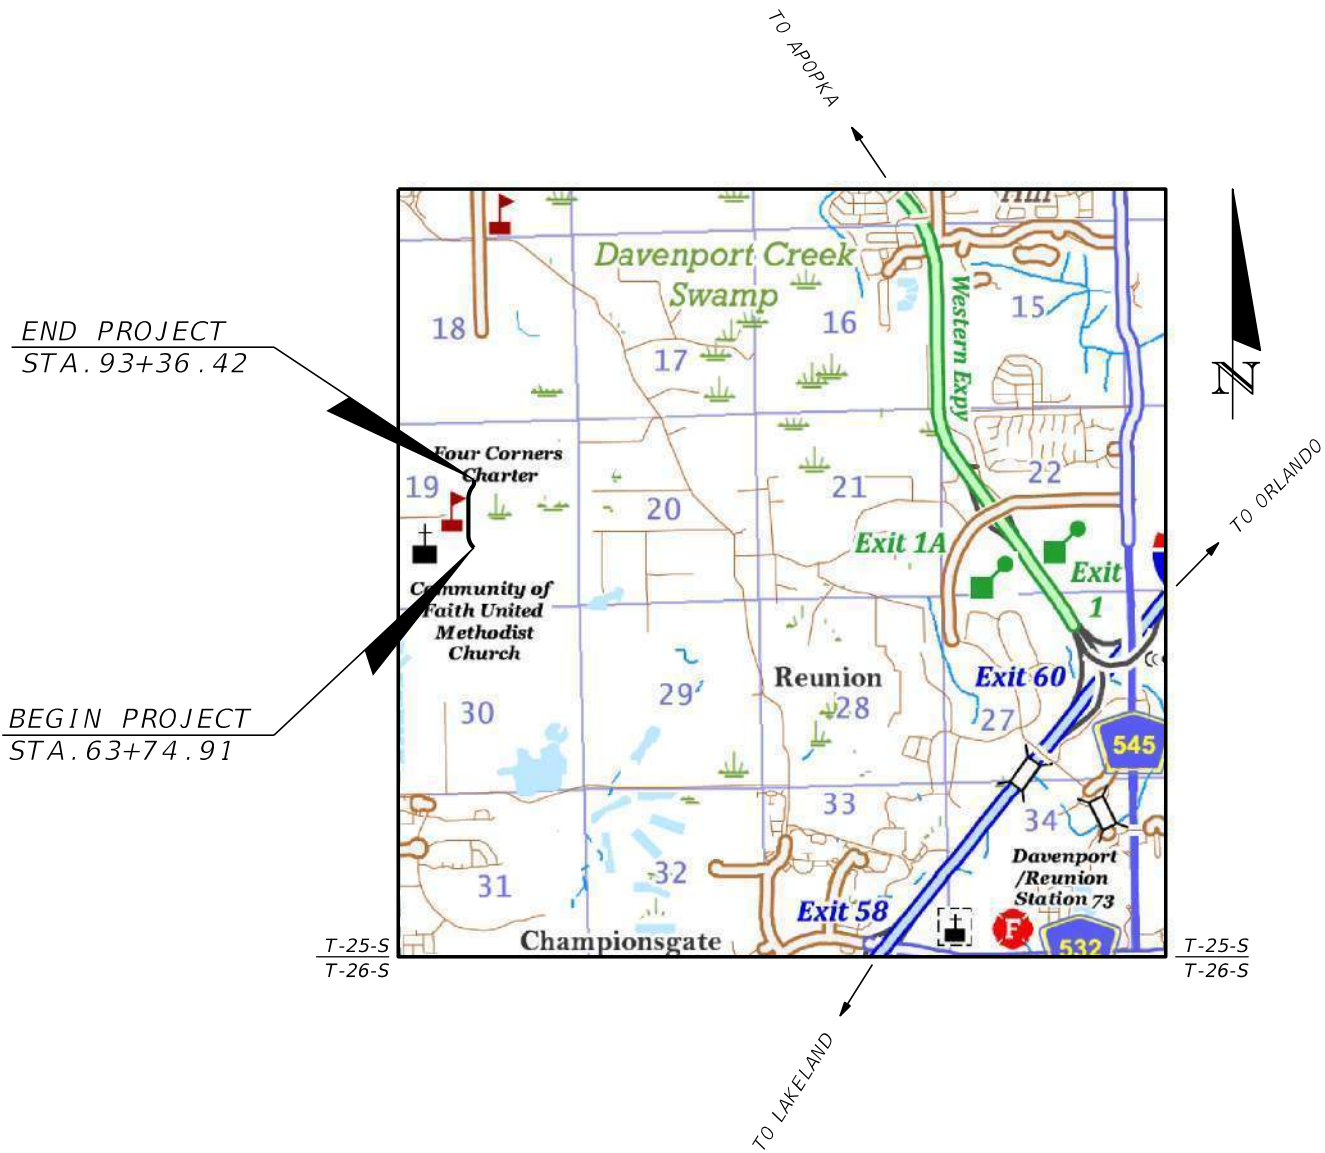 TO APOPKA
Hill
Davenport Creek
Swamp
Western Expy
18
17
16
15
END PROJECT
STA.93+36.42
N
Four Corners
Charter
19
20
21
22
TO ORLANDO
Exit 1A
Exit
1
Community of
Faith United
Methodist
Church
Reunion
Exit 60
30
29
28
27
BEGIN PROJECT
STA.63+74.91
545
33
34
31
32
Davenport
/Reunion
Station 73
Exit 58
F
532
Championsgate
T-25-S
T-26-S
T-25-S
T-26-S
TO LAKELAND